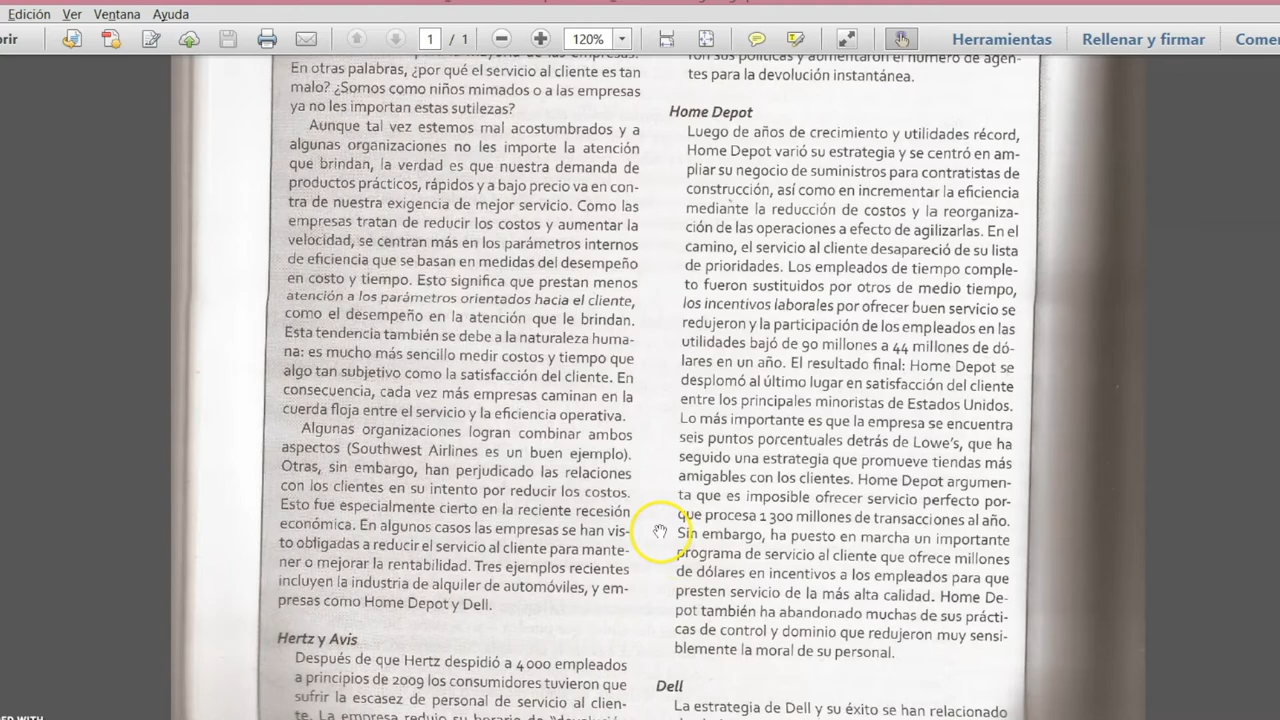 Edición Ver Ventana Ayuda
1 / 1 120% Herramientas Rellenar y firmar
En otras palabras, ¿por qué el servicio al cliente es tan
malo? ¿Somos como niños mimados o a las empresas
ya no les importan estas sutilezas?
Aunque tal vez estemos mal acostumbrados y a
algunas organizaciones no les importe la atención
que brindan, la verdad es que nuestra demanda de
productos prácticos, rápidos y a bajo precio va en con-
tra de nuestra exigencia de mejor servicio. Como las
empresas tratan de reducir los costos y aumentar la
velocidad, se centran más en los parámetros internos
de eficiencia que se basan en medidas del desempeño
en costo y tiempo. Esto significa que prestan menos
atención a los parámetros orientados hacia el cliente,
como el desempeño en la atención que le brindan.
Esta tendencia también se debe a la naturaleza huma-
na: es mucho más sencillo medir costos y tiempo que
algo tan subjetivo como la satisfacción del cliente. En
consecuencia, cada vez más empresas caminan en la
cuerda floja entre el servicio y la eficiencia operativa.
Algunas organizaciones logran combinar ambos
aspectos (Southwest Airlines es un buen ejemplo).
Otras, sin embargo, han perjudicado las relaciones
con los clientes en su intento por reducir los costos.
Esto fue especialmente cierto en la reciente recesión
económica. En algunos casos las empresas se han vis-
to obligadas a reducir el servicio al cliente para mante-
ner o mejorar la rentabilidad. Tres ejemplos recientes
incluyen la industria de alquiler de automóviles, y em-
presas como Home Depot y Dell.
Hertz y Avis
Después de que Hertz despidió a 4 000 empleados
a principios de 2009 los consumidores tuvieron que
sufrir la escasez de personal de servicio al clien-
te. La empresa redujo su horario de
ron sus políticas y aumentaron el número de agen-
tes para la devolución instantánea.
Home Depot
Luego de años de crecimiento y utilidades récord,
Home Depot varió su estrategia y se centró en am-
pliar su negocio de suministros para contratistas de
construcción, así como en incrementar la eficiencia
mediante la reducción de costos y la reorganiza-
ción de las operaciones a efecto de agilizarlas. En el
camino, el servicio al cliente desapareció de su lista
de prioridades. Los empleados de tiempo comple-
to fueron sustituidos por otros de medio tiempo,
los incentivos laborales por ofrecer buen servicio se
redujeron y la participación de los empleados en las
utilidades bajó de 90 millones a 44 millones de dó-
lares en un año. El resultado final: Home Depot se
desplomó al último lugar en satisfacción del cliente
entre los principales minoristas de Estados Unidos.
Lo más importante es que la empresa se encuentra
seis puntos porcentuales detrás de Lowe's, que ha
seguido una estrategia que promueve tiendas más
amigables con los clientes. Home Depot argumen-
ta que es imposible ofrecer servicio perfecto por-
que procesa 1 300 millones de transacciones al año.
Sin embargo, ha puesto en marcha un importante
programa de servicio al cliente que ofrece millones
de dólares en incentivos a los empleados para que
presten servicio de la más alta calidad. Home De-
pot también ha abandonado muchas de sus prácti-
cas de control y dominio que redujeron muy sensi-
blemente la moral de su personal.
Dell
La estrategia de Dell y su éxito se han relacionado